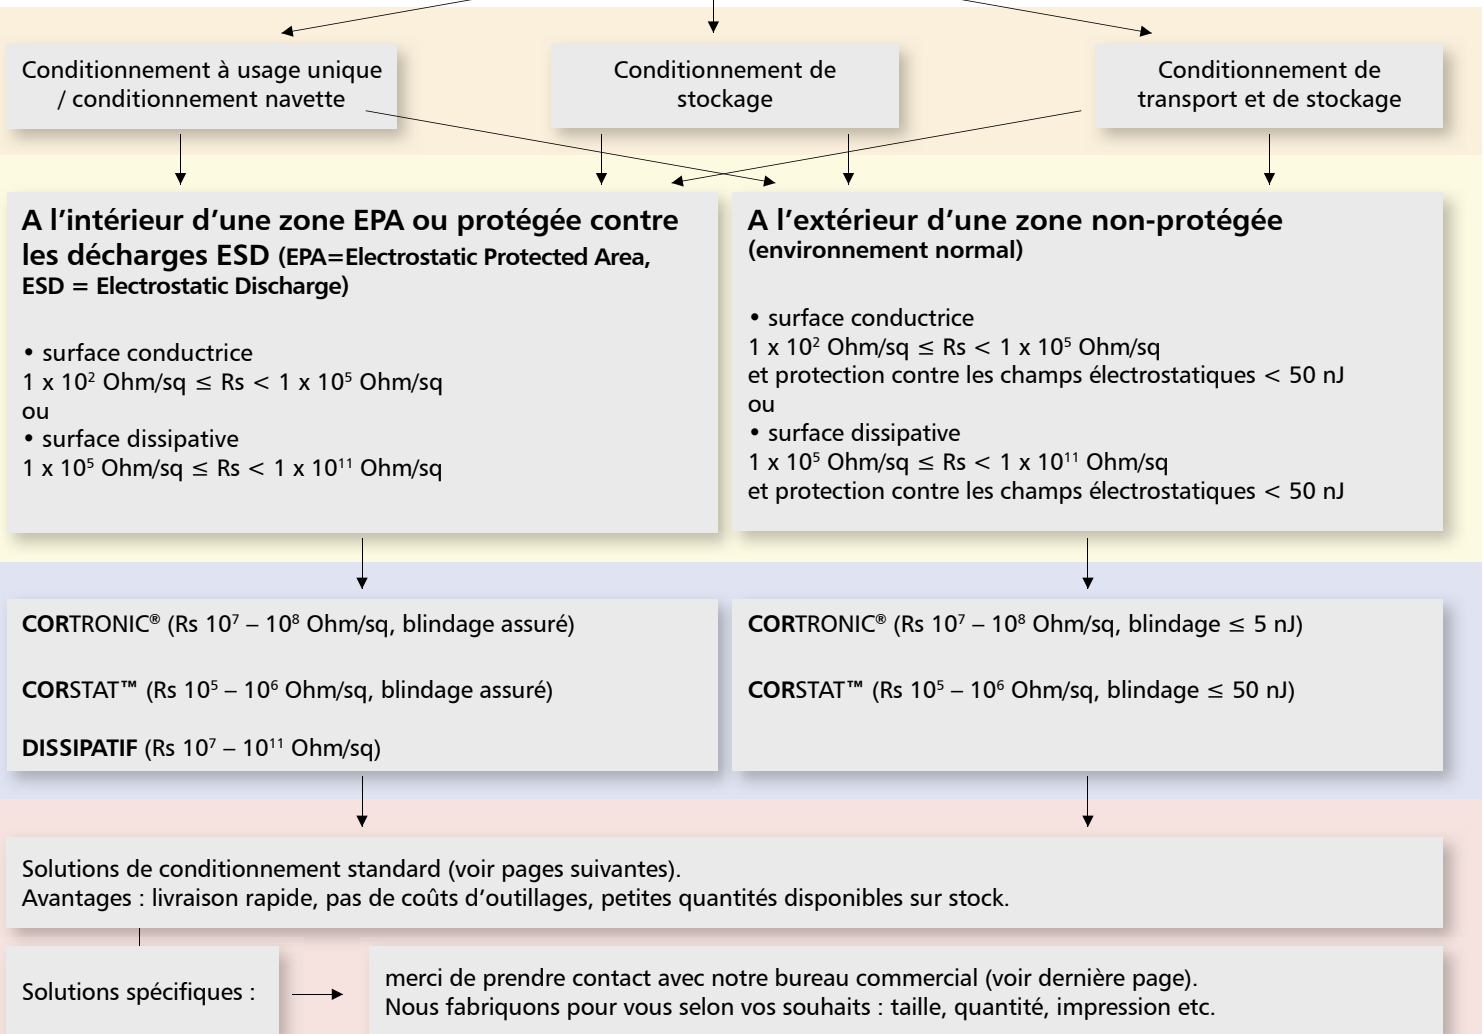 Conditionnement à usage unique
/ conditionnement navette
Conditionnement de
stockage
Conditionnement de
transport et de stockage
A l’intérieur d’une zone EPA ou protégée contre
les décharges ESD (EPA=Electrostatic Protected Area,
ESD = Electrostatic Discharge)
• surface conductrice
1 x 10² Ohm/sq ≤ Rs < 1 x 10⁵ Ohm/sq
ou
• surface dissipative
1 x 10⁵ Ohm/sq ≤ Rs < 1 x 10¹¹ Ohm/sq
A l’extérieur d’une zone non-protégée
(environnement normal)
• surface conductrice
1 x 10² Ohm/sq ≤ Rs < 1 x 10⁵ Ohm/sq
et protection contre les champs électrostatiques < 50 nJ
ou
• surface dissipative
1 x 10⁵ Ohm/sq ≤ Rs < 1 x 10¹¹ Ohm/sq
et protection contre les champs électrostatiques < 50 nJ
CORTRONIC® (Rs 10⁷ – 10⁸ Ohm/sq, blindage assuré)
CORSTAT™ (Rs 10⁵ – 10⁶ Ohm/sq, blindage assuré)
DISSIPATIF (Rs 10⁷ – 10¹¹ Ohm/sq)
CORTRONIC® (Rs 10⁷ – 10⁸ Ohm/sq, blindage ≤ 5 nJ)
CORSTAT™ (Rs 10⁵ – 10⁶ Ohm/sq, blindage ≤ 50 nJ)
Solutions de conditionnement standard (voir pages suivantes).
Avantages : livraison rapide, pas de coûts d’outillages, petites quantités disponibles sur stock.
Solutions spécifiques :
merci de prendre contact avec notre bureau commercial (voir dernière page).
Nous fabriquons pour vous selon vos souhaits : taille, quantité, impression etc.